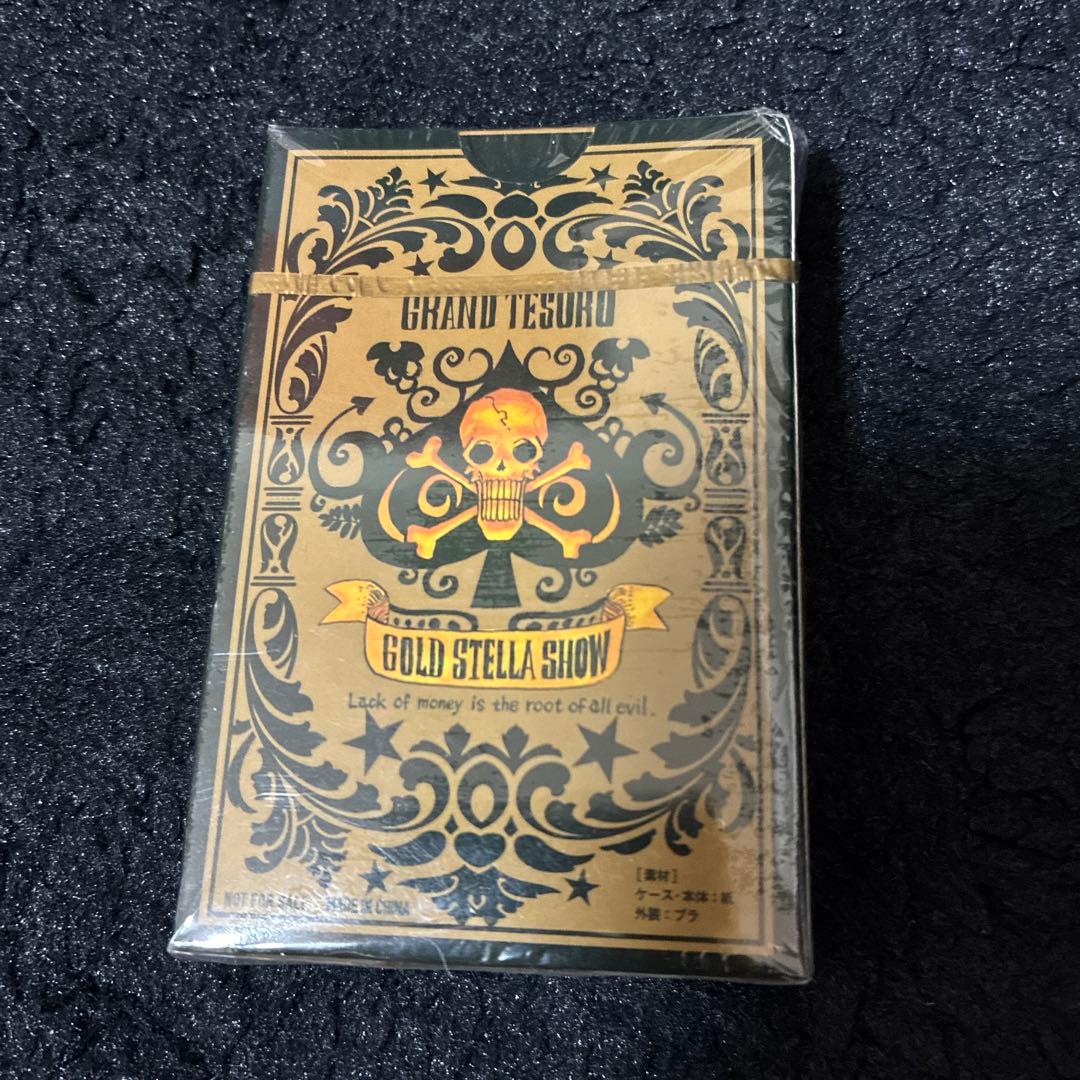 GRAND TESORO
GOLD STELLA SHOW
Lack of money is the root of all evil.
[素材]
ケース・本体:紙
外装:プラ
NOT FOR SALE MADE IN CHINA